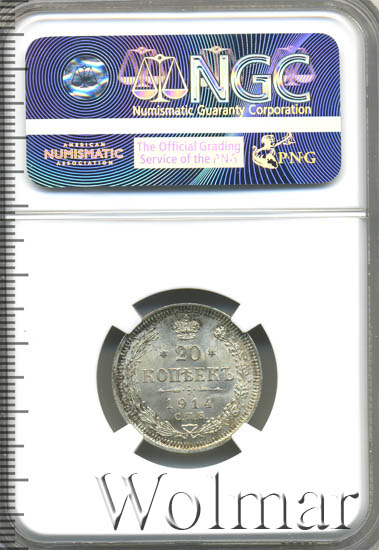 NGC
Numismatic Guaranty Corporation
AMERICAN
NUMISMATIC
ASSOCIATION
The Official Grading
Service of the PNG
PNG
20
КОПѢЕКЪ
1914
С.П.Б.
Wolmar